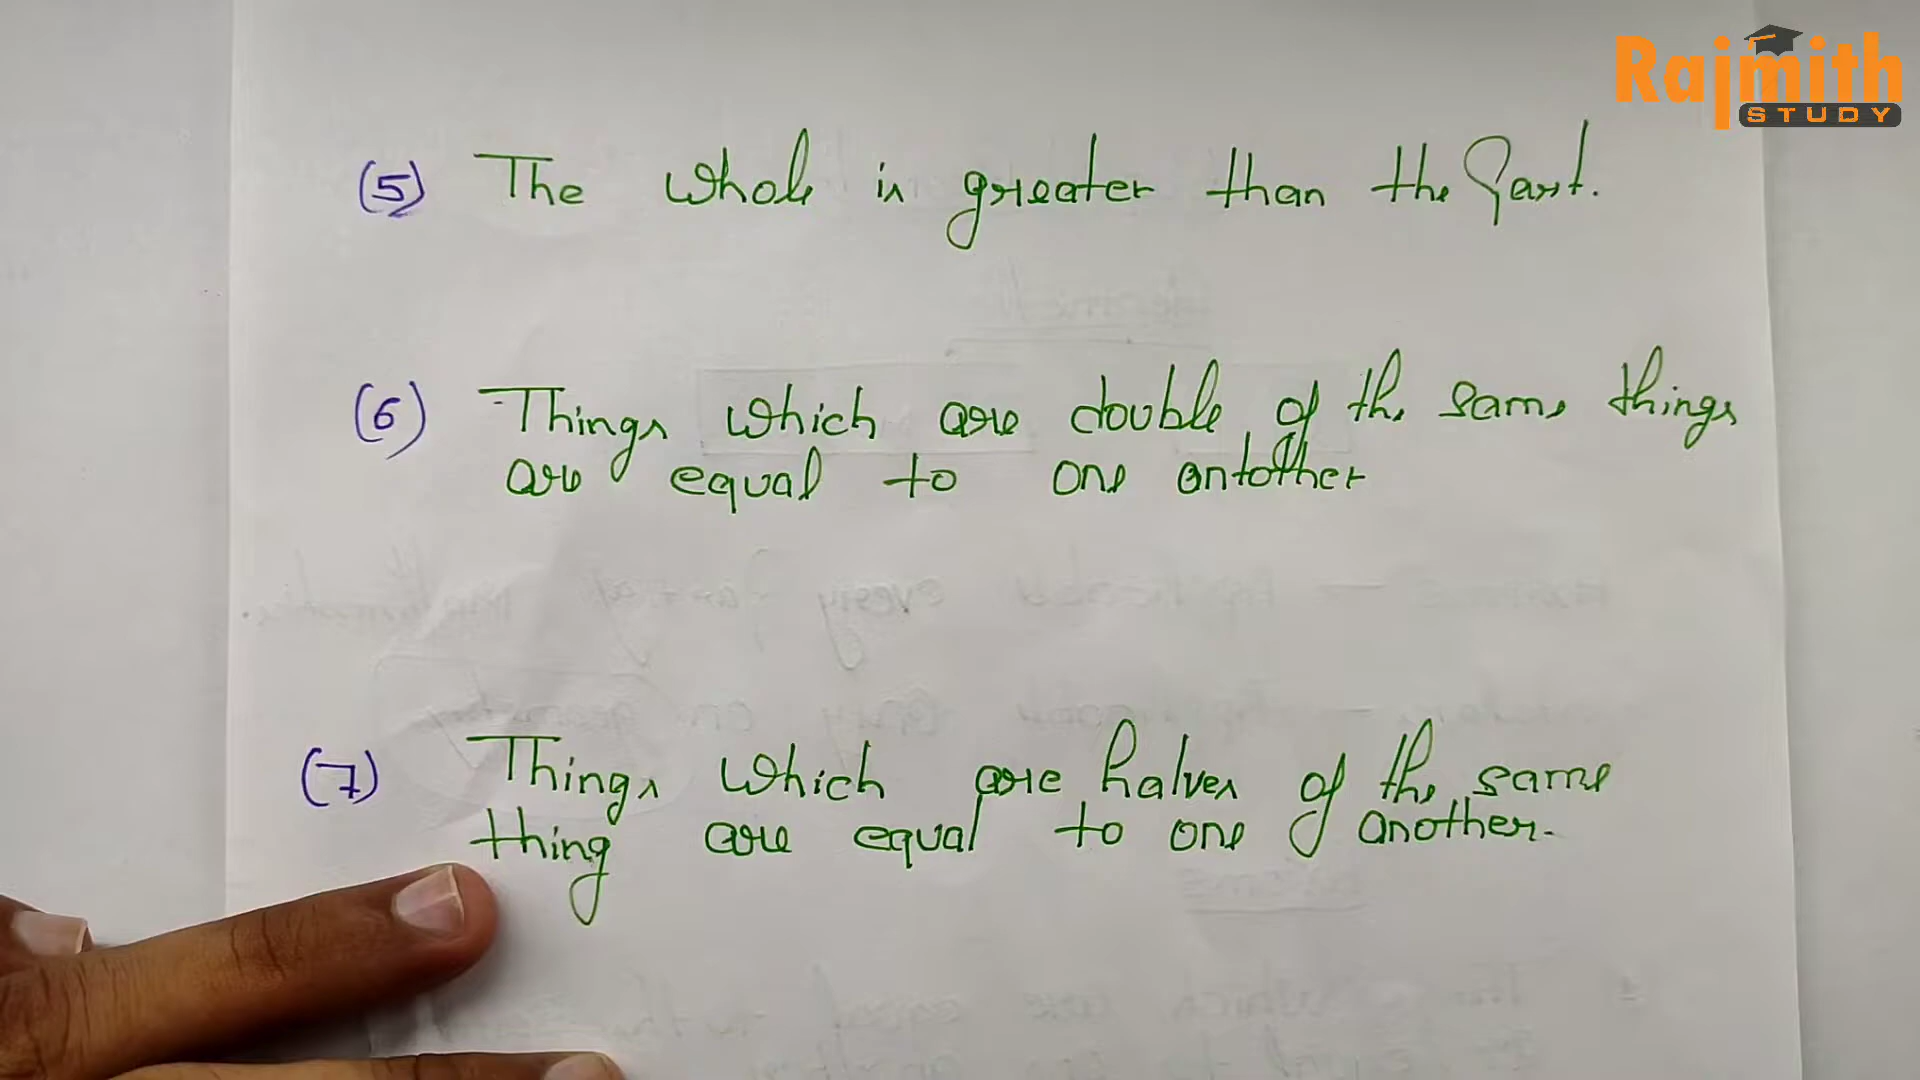 Rajmith
STUDY
(5) The whole is greater than the Part.
(6) Things which are double of the same things
are equal to one antother
(7) Things which are halves of the same
thing are equal to one another.